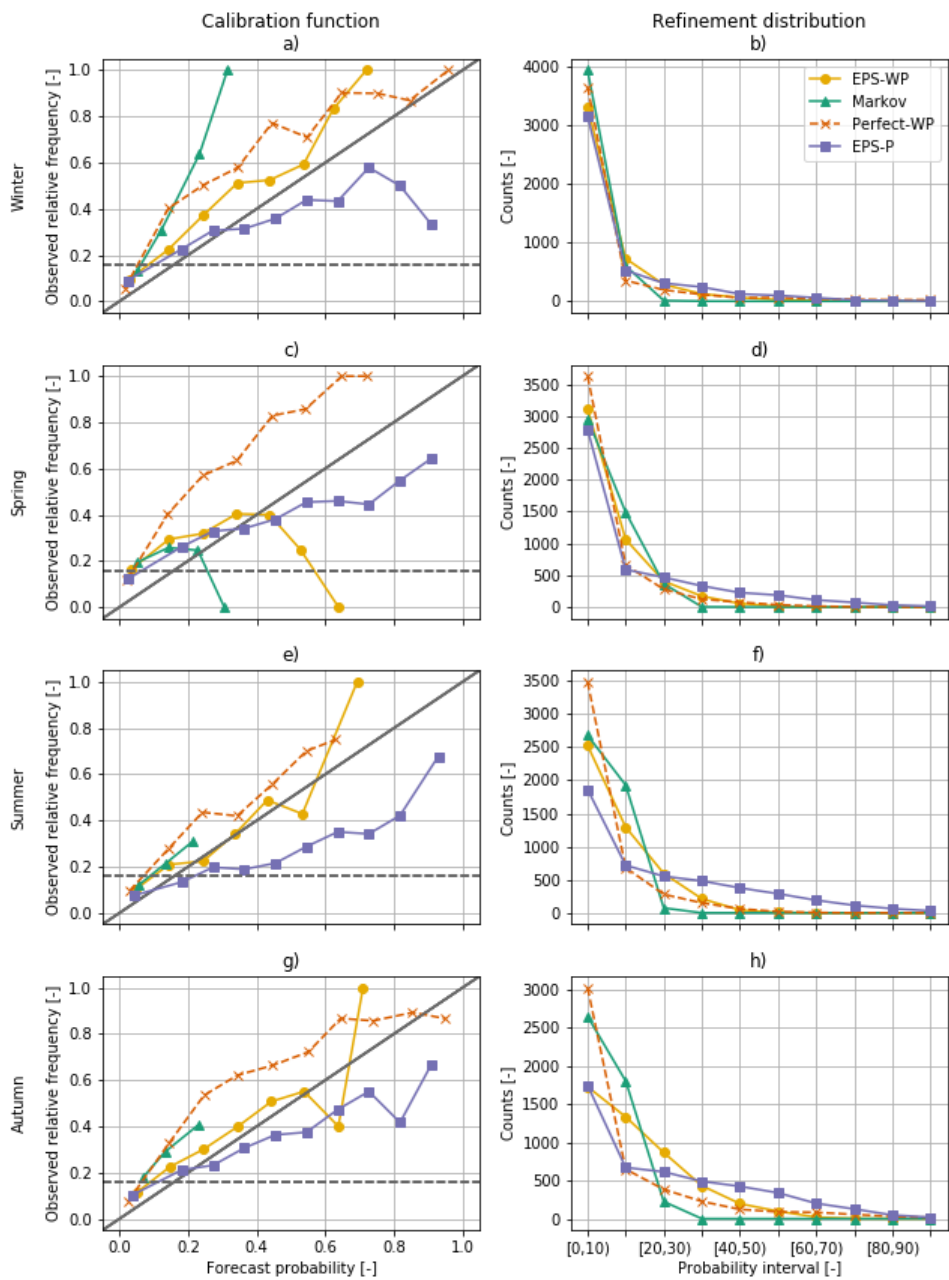 Calibration function
Refinement distribution
a)
b)
Winter
Observed relative frequency [-]
1.0
0.8
0.6
0.4
0.2
0.0
Counts [-]
4000
3000
2000
1000
0
EPS-WP
Markov
Perfect-WP
EPS-P
c)
d)
Spring
Observed relative frequency [-]
1.0
0.8
0.6
0.4
0.2
0.0
Counts [-]
3500
3000
2500
2000
1500
1000
500
0
e)
f)
Summer
Observed relative frequency [-]
1.0
0.8
0.6
0.4
0.2
0.0
Counts [-]
3500
3000
2500
2000
1500
1000
500
0
g)
h)
Autumn
Observed relative frequency [-]
1.0
0.8
0.6
0.4
0.2
0.0
Counts [-]
3000
2500
2000
1500
1000
500
0
0.0 0.2 0.4 0.6 0.8 1.0
Forecast probability [-]
[0,10) [20,30) [40,50) [60,70) [80,90)
Probability interval [-]